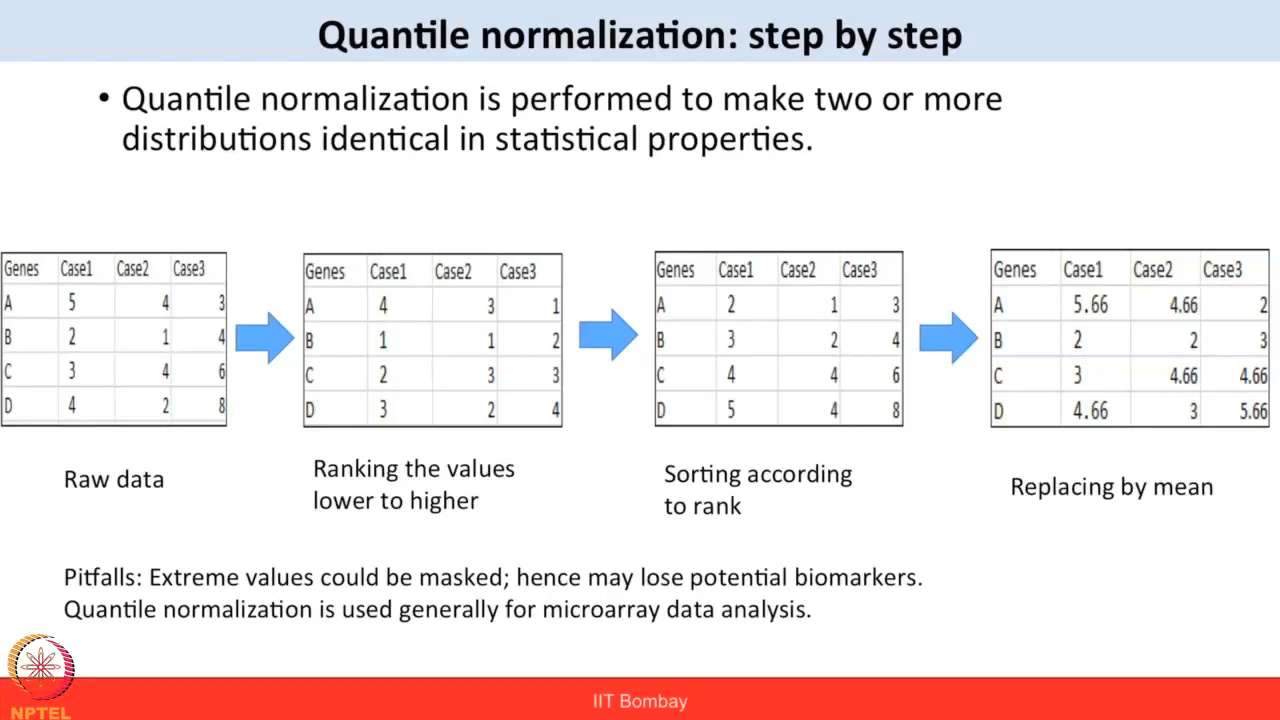 Quantile normalization: step by step
• Quantile normalization is performed to make two or more
distributions identical in statistical properties.
Genes Case1 Case2 Case3
A 5 4 3
B 2 1 4
C 3 4 6
D 4 2 8
Raw data
Genes Case1 Case2 Case3
A 4 3 1
B 1 1 2
C 2 3 3
D 3 2 4
Ranking the values
lower to higher
Genes Case1 Case2 Case3
A 2 1 3
B 3 2 4
C 4 4 6
D 5 4 8
Sorting according
to rank
Genes Case1 Case2 Case3
A 5.66 4.66 2
B 2 2 3
C 3 4.66 4.66
D 4.66 3 5.66
Replacing by mean
Pitfalls: Extreme values could be masked; hence may lose potential biomarkers.
Quantile normalization is used generally for microarray data analysis.
NPTEL
IIT Bombay